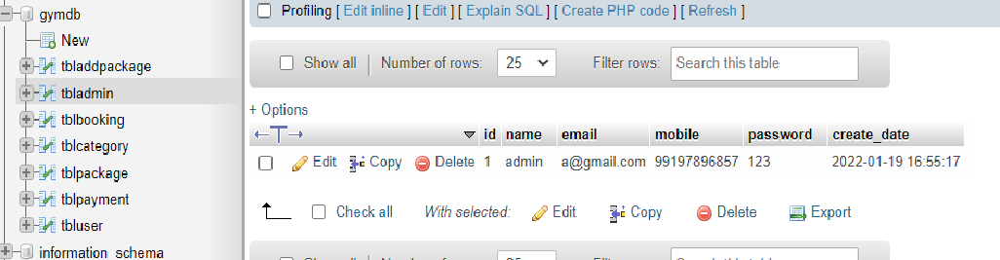 gymdb
New
tbladdpackage
tbladmin
tblbooking
tblcategory
tblpackage
tblpayment
tbluser
information_schema
Profiling [ Edit inline ] [ Edit ] [ Explain SQL ] [ Create PHP code ] [ Refresh ]
Show all | Number of rows: 25 Filter rows: Search this table
+ Options
id name email mobile password create_date
Edit Copy Delete 1 admin a@gmail.com 99197896857 123 2022-01-19 16:55:17
Check all With selected: Edit Copy Delete Export